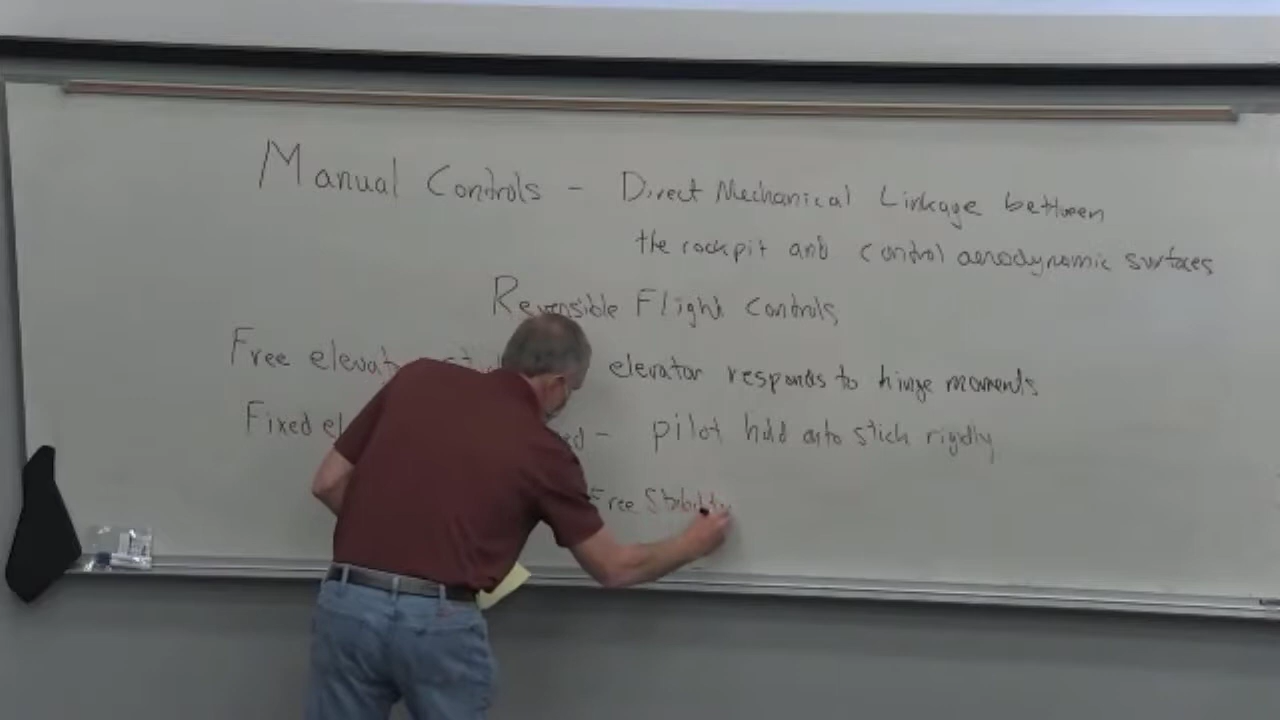 Manual Controls - Direct Mechanical Linkage between
the cockpit and control aerodynamic surfaces
Reversible Flight Controls
Free elevat elevator responds to hinge moments
Fixed el ed - pilot hold onto stick rigidly
Free Stability